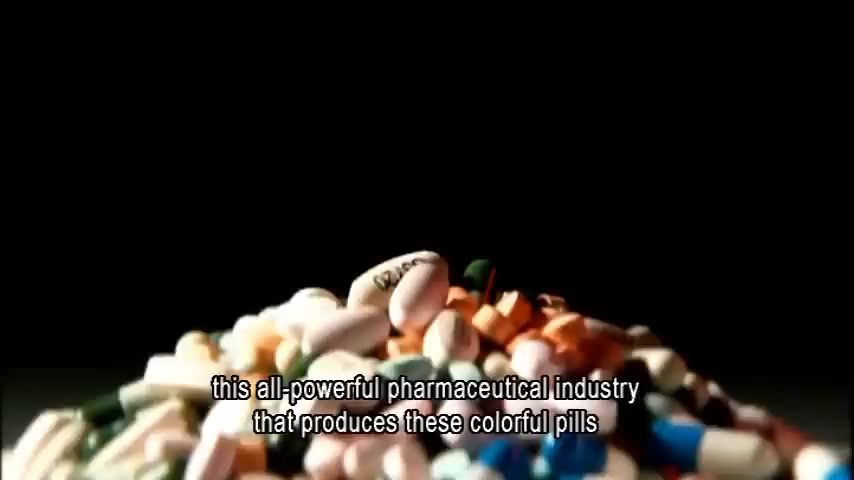 this all-powerful pharmaceutical industry
that produces these colorful pills